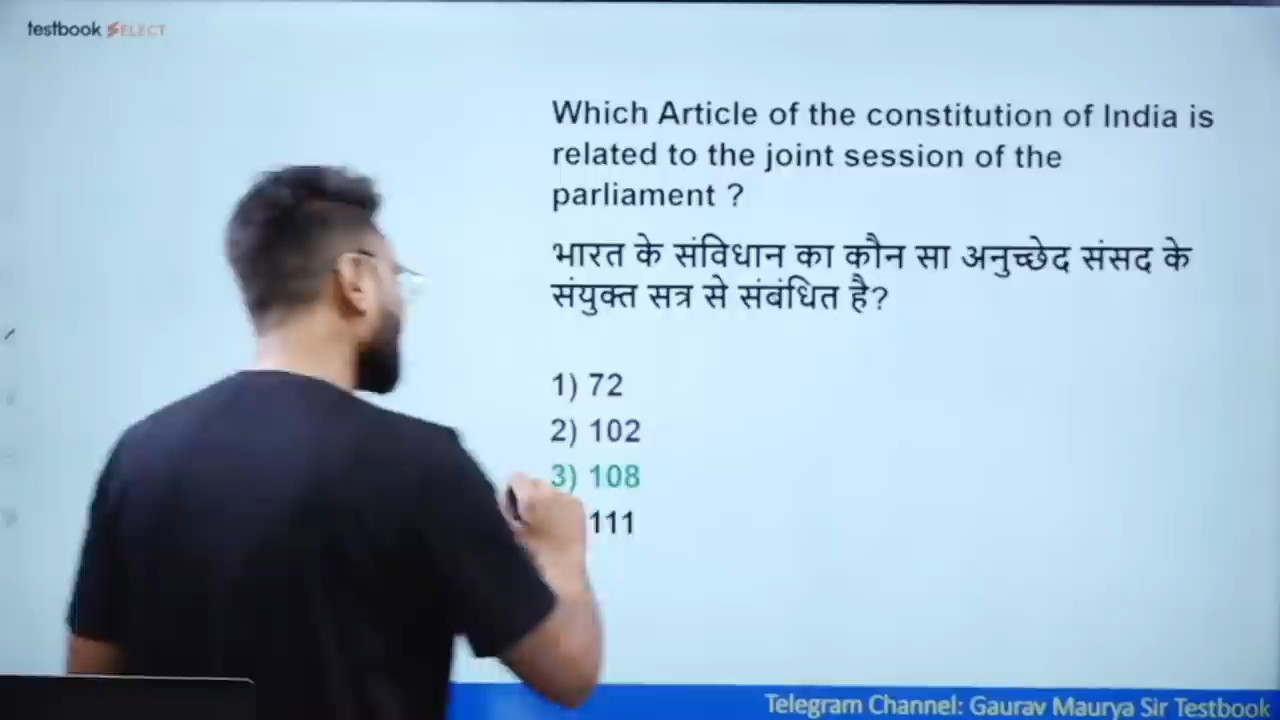 testbook SELECT
Which Article of the constitution of India is
related to the joint session of the
parliament ?
भारत के संविधान का कौन सा अनुच्छेद संसद के
संयुक्त सत्र से संबंधित है?
1) 72
2) 102
3) 108
111
Telegram Channel: Gaurav Maurya Sir Testbook